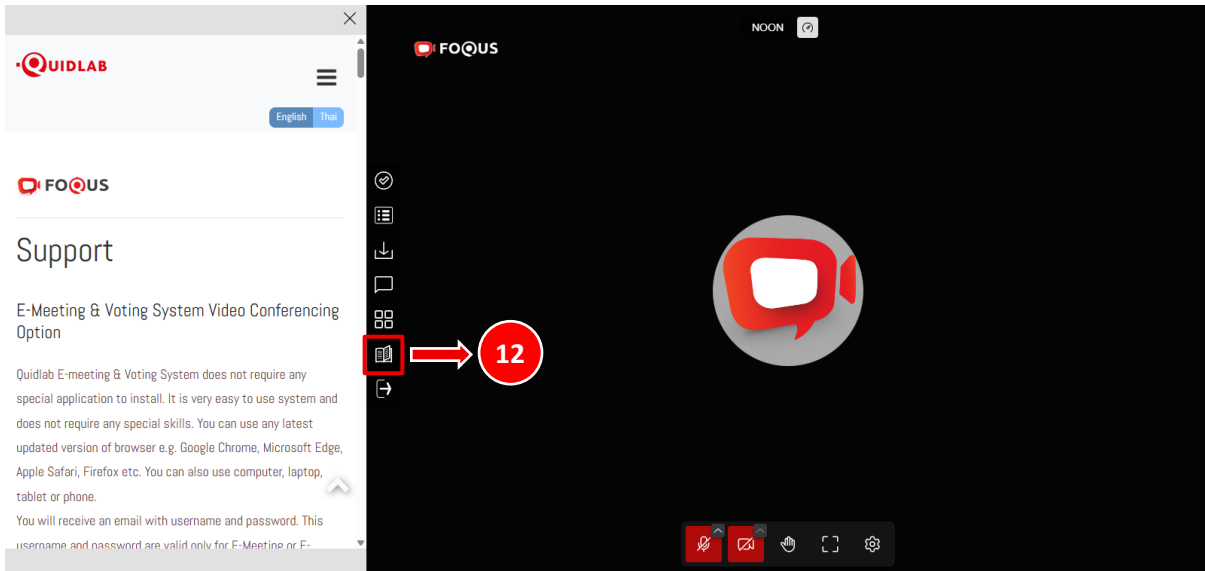 QUIDLAB
English Thai
FOQUS
Support
E-Meeting & Voting System Video Conferencing
Option
Quidlab E-meeting & Voting System does not require any
special application to install. It is very easy to use system and
does not require any special skills. You can use any latest
updated version of browser e.g. Google Chrome, Microsoft Edge,
Apple Safari, Firefox etc. You can also use computer, laptop,
tablet or phone.
You will receive an email with username and password. This
username and password are valid only for E-Meeting or E-
FOQUS
NOON
12